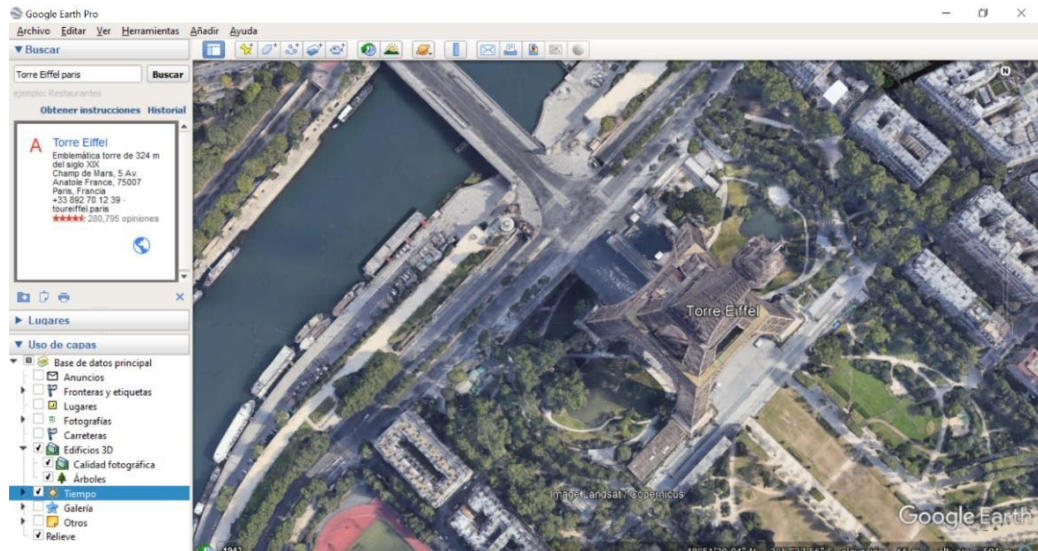 Google Earth Pro
Archivo Editar Ver Herramientas Añadir Ayuda
Buscar
Torre Eiffel paris
Buscar
ejemplo: Restaurantes
Obtener instrucciones Historial
A
Torre Eiffel
Emblemática torre de 324 m
del siglo XIX
Champ de Mars, 5 Av.
Anatole France, 75007
Paris, Francia
+33 892 70 12 39 -
toureiffel.paris
280,795 opiniones
Lugares
Uso de capas
Base de datos principal
Anuncios
Fronteras y etiquetas
Lugares
Fotografías
Carreteras
Edificios 3D
Calidad fotográfica
Árboles
Tiempo
Galería
Otros
Relieve
N
Torre Eiffel
Image Landsat / Copernicus
Google Earth